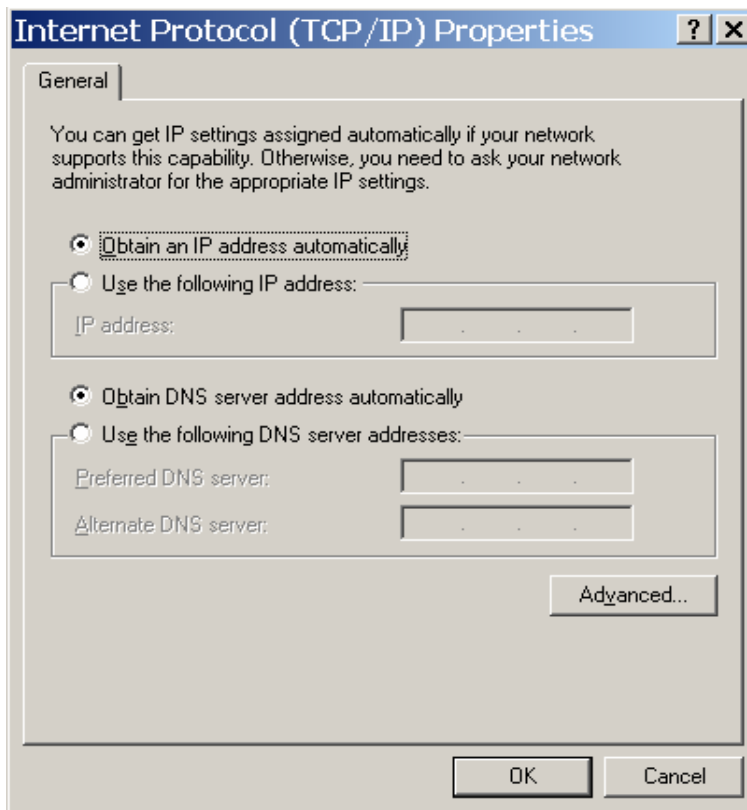 Internet Protocol (TCP/IP) Properties
General
You can get IP settings assigned automatically if your network
supports this capability. Otherwise, you need to ask your network
administrator for the appropriate IP settings.
Obtain an IP address automatically
Use the following IP address:
IP address:
Obtain DNS server address automatically
Use the following DNS server addresses:
Preferred DNS server:
Alternate DNS server:
Advanced...
OK Cancel